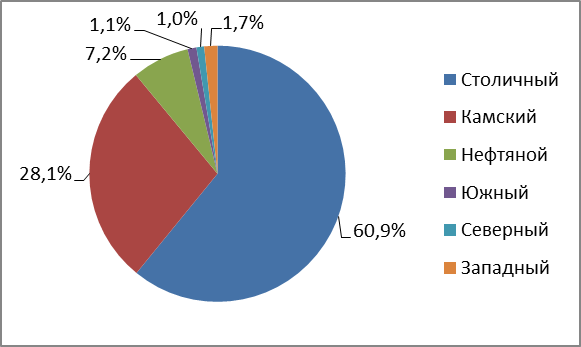 1,1%
1,0%
1,7%
7,2%
28,1%
60,9%
Столичный
Камский
Нефтяной
Южный
Северный
Западный